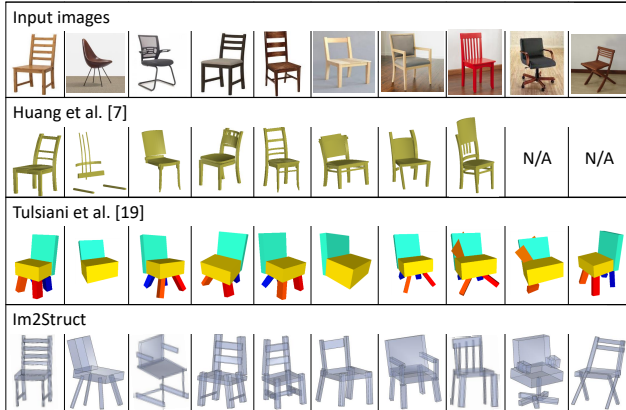 Input images
Huang et al. [7]
N/A N/A
Tulsiani et al. [19]
Im2Struct